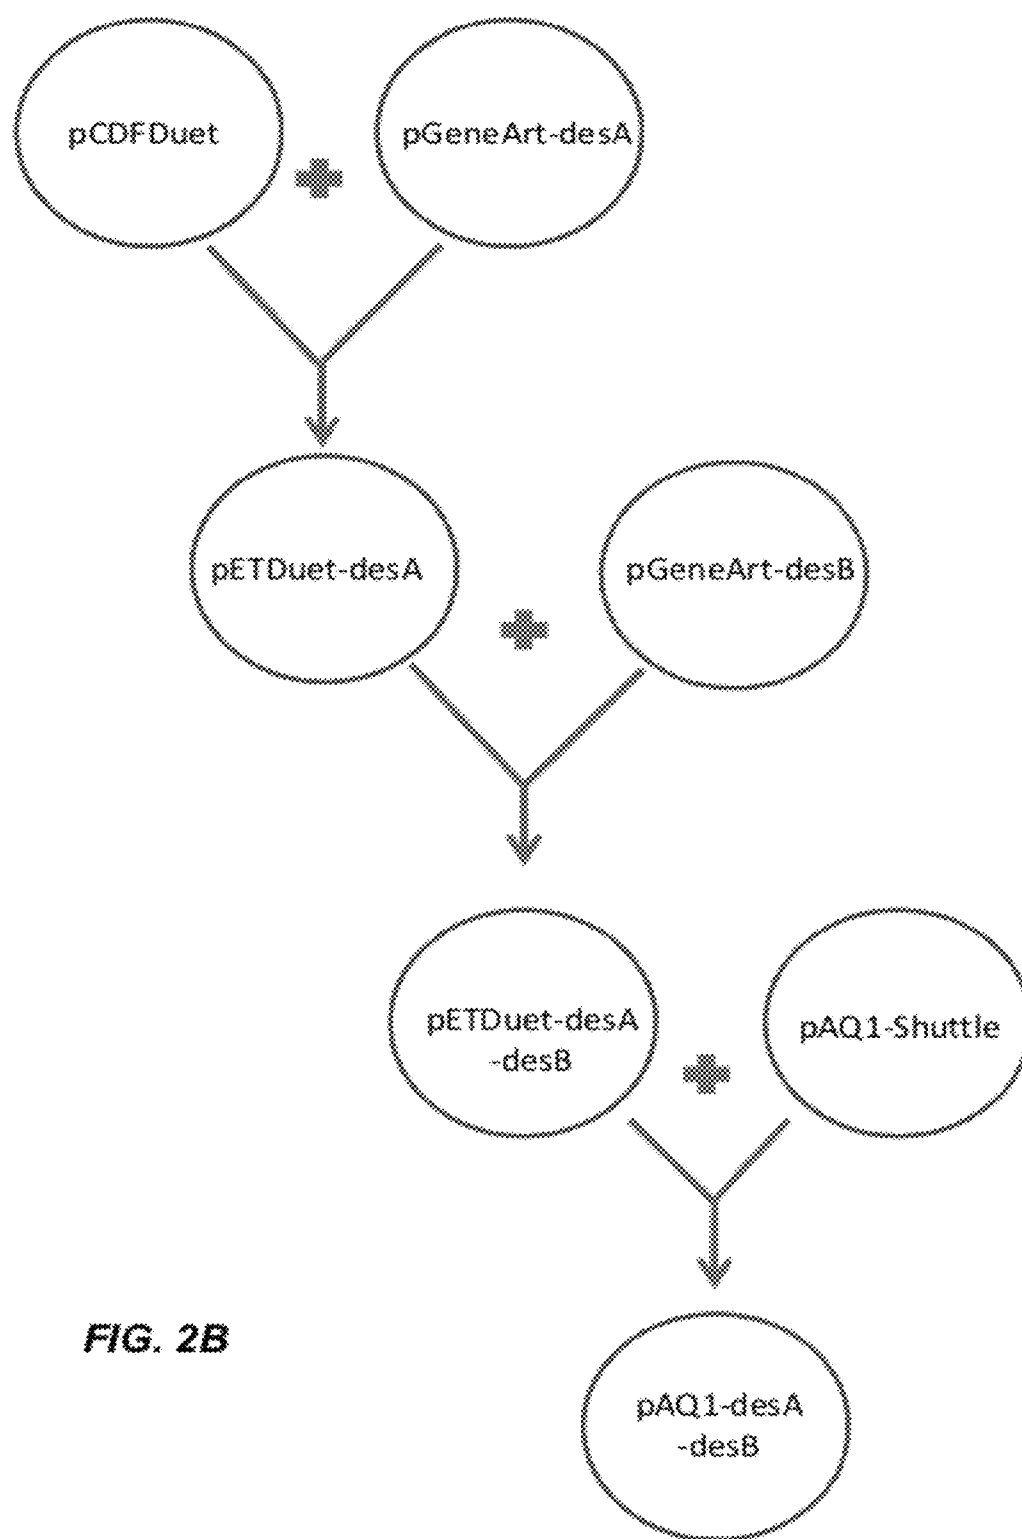 pCDFDuet
pGeneArt-desA
pETDuet-desA
pGeneArt-desB
pETDuet-desA
-desB
pAQ1-Shuttle
FIG. 2B
pAQ1-desA
-desB